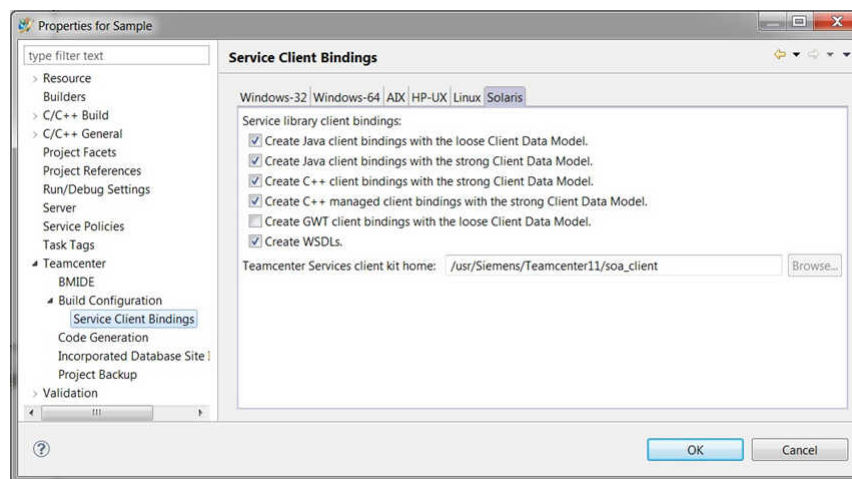 Properties for Sample
type filter text
Resource
Builders
C/C++ Build
C/C++ General
Project Facets
Project References
Run/Debug Settings
Server
Service Policies
Task Tags
Teamcenter
BMIDE
Build Configuration
Service Client Bindings
Code Generation
Incorporated Database Site
Project Backup
Validation
Service Client Bindings
Windows-32 Windows-64 AIX HP-UX Linux Solaris
Service library client bindings:
Create Java client bindings with the loose Client Data Model.
Create Java client bindings with the strong Client Data Model.
Create C++ client bindings with the strong Client Data Model.
Create C++ managed client bindings with the strong Client Data Model.
Create GWT client bindings with the loose Client Data Model.
Create WSDLs.
Teamcenter Services client kit home: /usr/Siemens/Teamcenter11/soa_client Browse...
OK Cancel